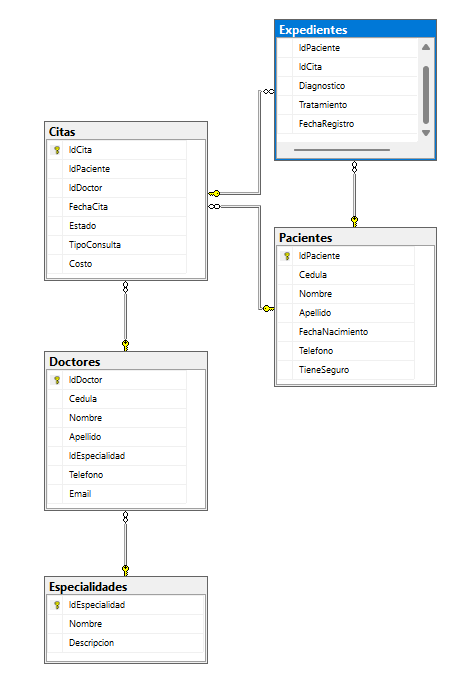 Expedientes
IdPaciente
IdCita
Diagnostico
Tratamiento
FechaRegistro
Citas
IdCita
IdPaciente
IdDoctor
FechaCita
Estado
TipoConsulta
Costo
Pacientes
IdPaciente
Cedula
Nombre
Apellido
FechaNacimiento
Telefono
TieneSeguro
Doctores
IdDoctor
Cedula
Nombre
Apellido
IdEspecialidad
Telefono
Email
Especialidades
IdEspecialidad
Nombre
Descripcion